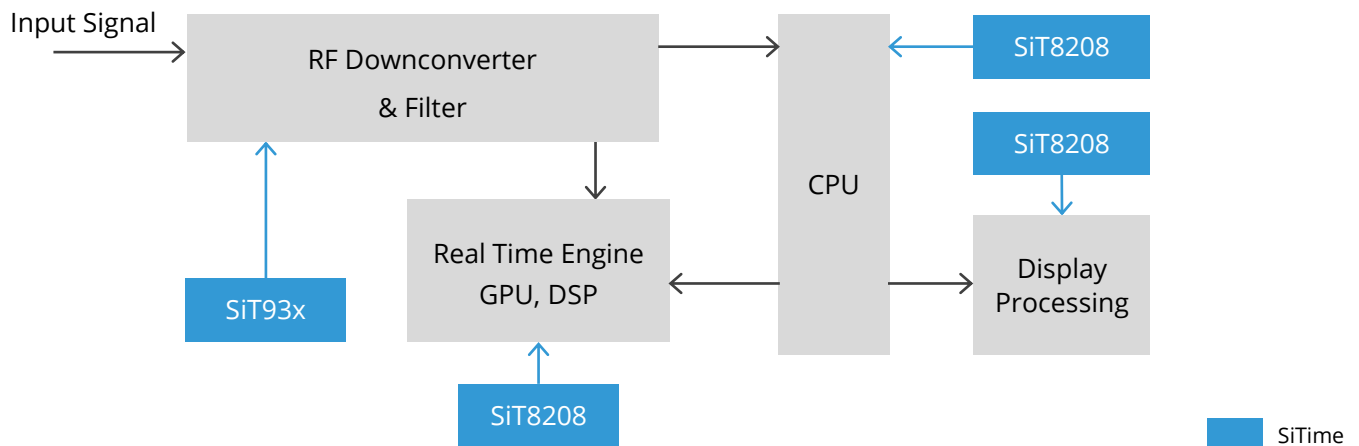 Input Signal
RF Downconverter
& Filter
SiT8208
SiT8208
CPU
Real Time Engine
GPU, DSP
Display
Processing
SiT93x
SiT8208
SiTime